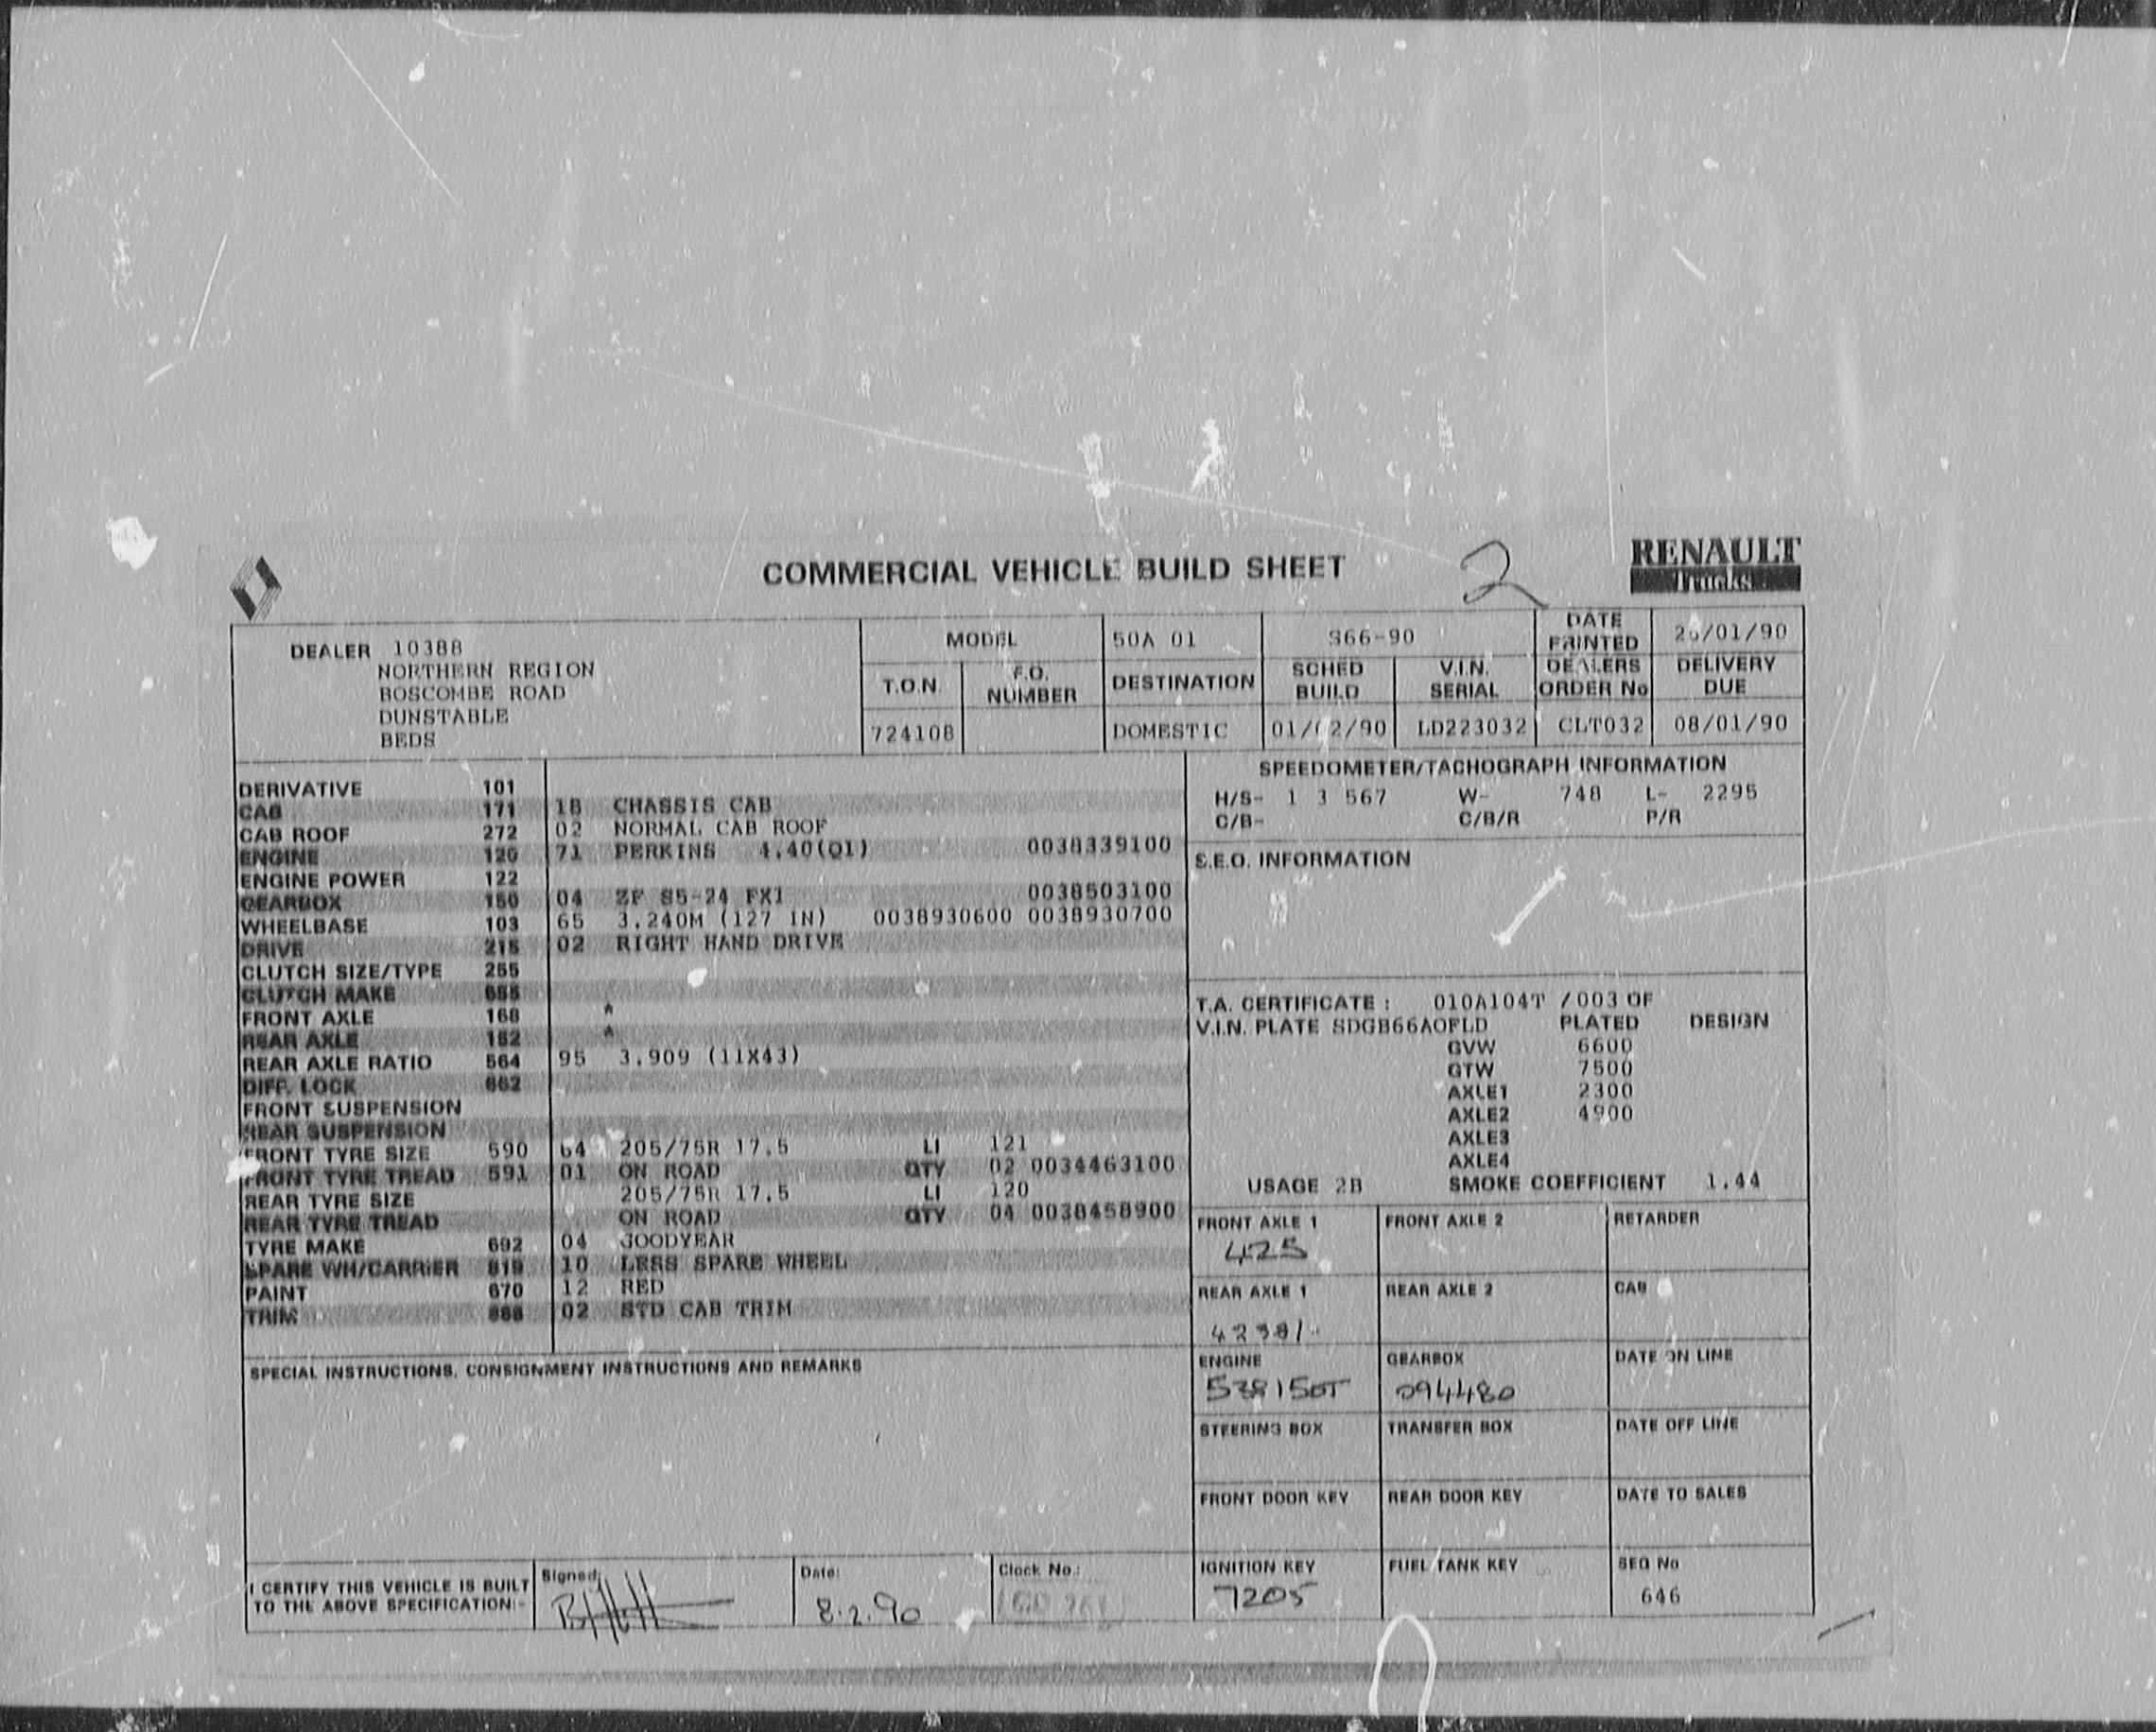 COMMERCIAL VEHICLE BUILD SHEET 2
RENAULT
Trucks
DEALER 10388
NORTHERN REGION
BOSCOMBE ROAD
DUNSTABLE
BEDS
MODEL 50A 01 S66-90 DATE PRINTED /01/90
T.O.N. F.O. NUMBER DESTINATION SCHED BUILD V.I.N. SERIAL DEALERS ORDER No DELIVERY DUE
724108 DOMESTIC 01/02/90 LD223032 CLT032 08/01/90
DERIVATIVE 101
CAB 171 18 CHASSIS CAB
CAB ROOF 272 02 NORMAL CAB ROOF
ENGINE 120 71 PERKINS 4.40(Q1) 0038339100
ENGINE POWER 122
GEARBOX 150 04 ZF S5-24 FX1 0038503100
WHEELBASE 103 65 3.240M (127 IN) 0038930600 0038930700
DRIVE 215 02 RIGHT HAND DRIVE
CLUTCH SIZE/TYPE 255
CLUTCH MAKE 655
FRONT AXLE 168 *
REAR AXLE 152 *
REAR AXLE RATIO 564 95 3.909 (11X43)
DIFF. LOCK 662
FRONT SUSPENSION
REAR SUSPENSION
FRONT TYRE SIZE 590 64 205/75R 17.5 LI 121
FRONT TYRE TREAD 591 01 ON ROAD QTY 02 0034463100
REAR TYRE SIZE 205/75R 17.5 LI 120
REAR TYRE TREAD ON ROAD QTY 04 0038458900
TYRE MAKE 692 04 GOODYEAR
SPARE WH/CARRIER 619 10 LESS SPARE WHEEL
PAINT 670 12 RED
TRIM 688 02 STD CAB TRIM
SPECIAL INSTRUCTIONS, CONSIGNMENT INSTRUCTIONS AND REMARKS
SPEEDOMETER/TACHOGRAPH INFORMATION
H/S- 1 3 567 W- 748 L- 2295
C/B- C/B/R P/R
S.E.O. INFORMATION
T.A. CERTIFICATE : 010A104T /003 OF
V.I.N. PLATE SDGB66AOFLD PLATED DESIGN
GVW 6600
GTW 7500
AXLE1 2300
AXLE2 4900
AXLE3
AXLE4
USAGE 2B SMOKE COEFFICIENT 1.44
FRONT AXLE 1 FRONT AXLE 2 RETARDER
425
REAR AXLE 1 REAR AXLE 2 CAB
ENGINE GEARBOX DATE ON LINE
094480
STEERING BOX TRANSFER BOX DATE OFF LINE
FRONT DOOR KEY REAR DOOR KEY DATE TO SALES
IGNITION KEY FUEL TANK KEY SEQ No
7205 646
I CERTIFY THIS VEHICLE IS BUILT
TO THE ABOVE SPECIFICATION:-
Signed:
Date: 8.2.90
Clock No.: